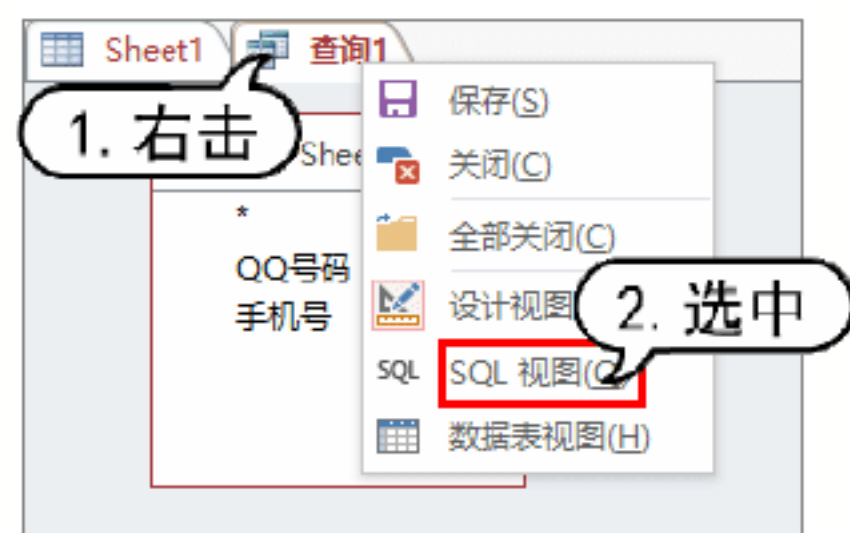 Sheet1 查询1
1. 右击
保存(S)
Shee
关闭(C)
*
全部关闭(C)
QQ号码
手机号
设计视图
2. 选中
SQL SQL 视图(Q)
数据表视图(H)